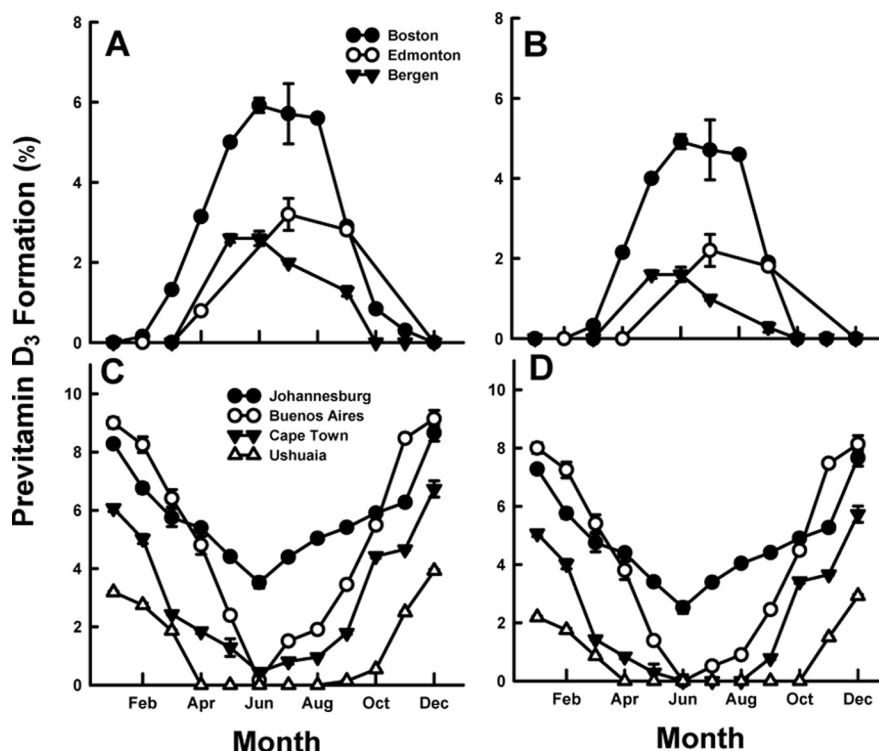 A
Boston
Edmonton
Bergen
8
6
4
2
0
B
8
6
4
2
0
Previtamin D₃ Formation (%)
C
Johannesburg
Buenos Aires
Cape Town
Ushuaia
10
8
6
4
2
0
Feb Apr Jun Aug Oct Dec
Month
D
10
8
6
4
2
0
Feb Apr Jun Aug Oct Dec
Month